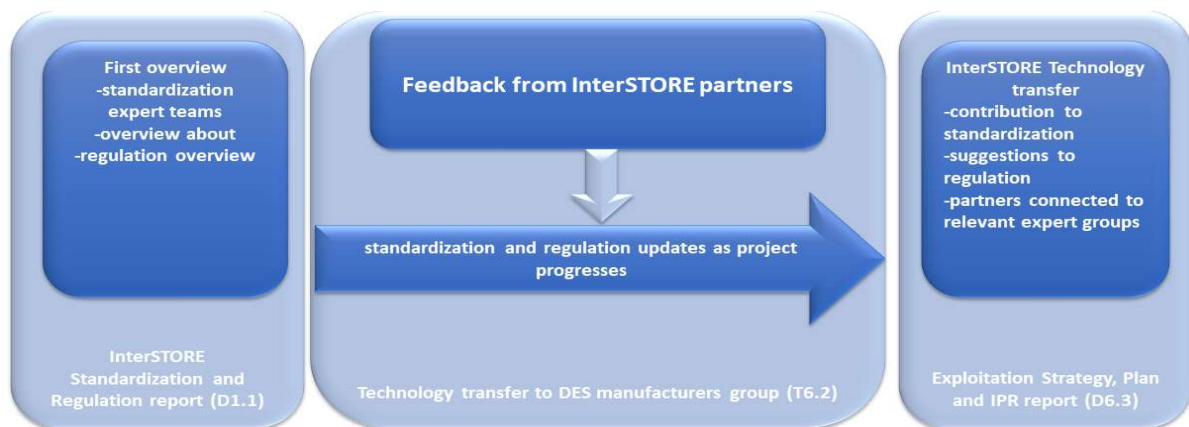 First overview
-standardization
expert teams
-overview about
-regulation overview
InterSTORE
Standardization and
Regulation report (D1.1)
Feedback from InterSTORE partners
standardization and regulation updates as project
progresses
Technology transfer to DES manufacturers group (T6.2)
InterSTORE Technology
transfer
-contribution to
standardization
-suggestions to
regulation
-partners connected to
relevant expert groups
Exploitation Strategy, Plan
and IPR report (D6.3)